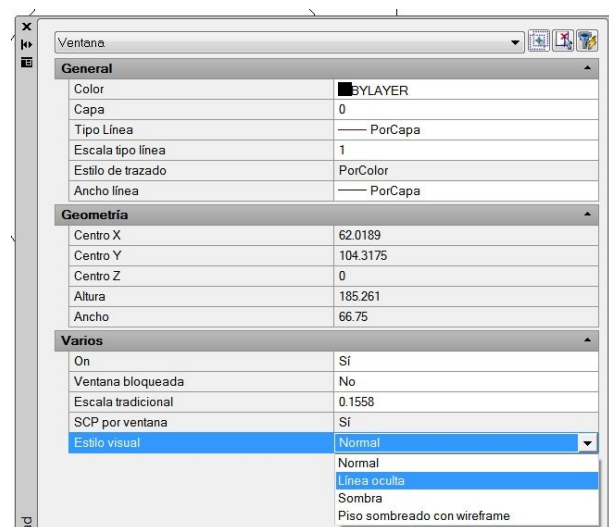 Ventana
General
Color BYLAYER
Capa 0
Tipo Línea PorCapa
Escala tipo línea 1
Estilo de trazado PorColor
Ancho línea PorCapa
Geometría
Centro X 62.0189
Centro Y 104.3175
Centro Z 0
Altura 185.261
Ancho 66.75
Varios
On Sí
Ventana bloqueada No
Escala tradicional 0.1558
SCP por ventana Sí
Estilo visual Normal
Normal
Línea oculta
Sombra
Piso sombreado con wireframe